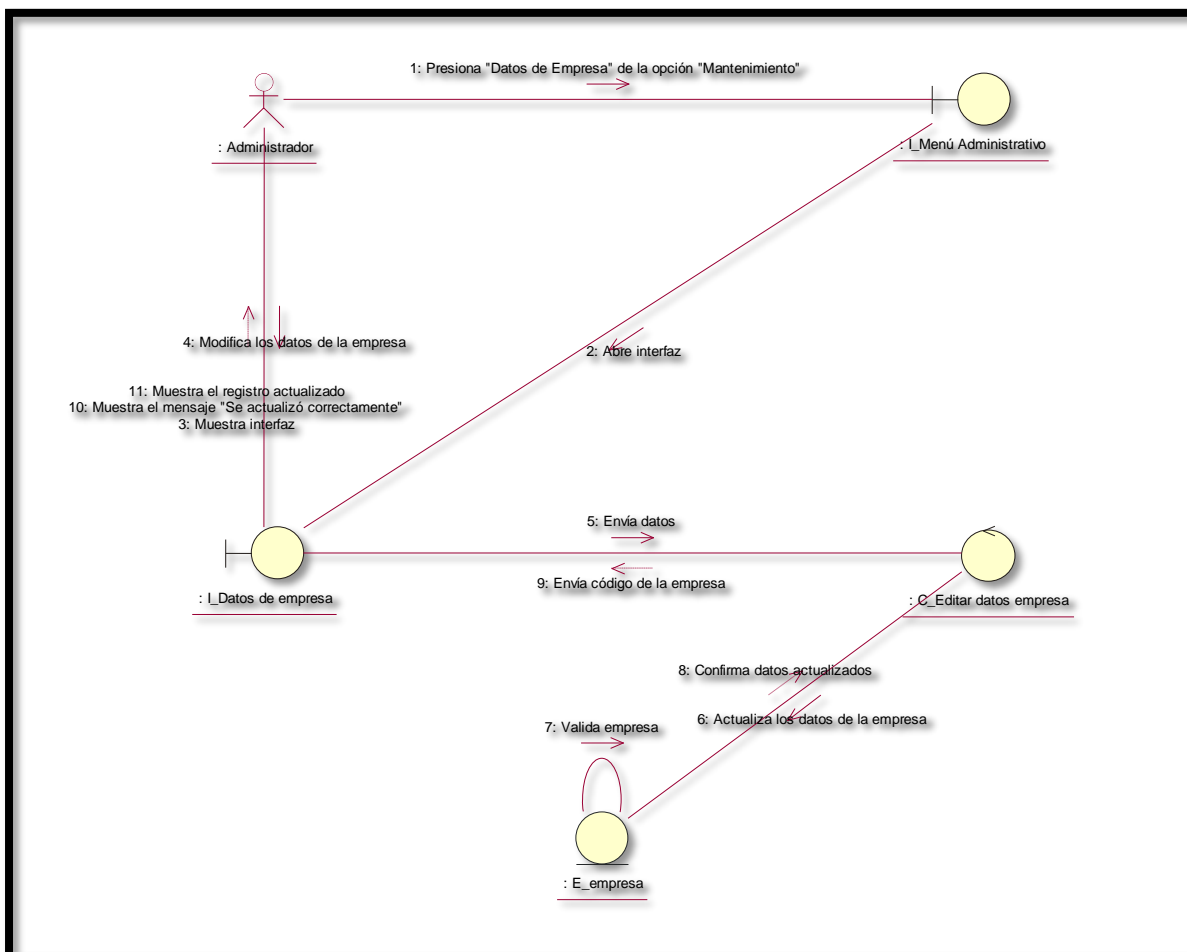 1: Presiona "Datos de Empresa" de la opción "Mantenimiento"
: Administrador
: I_Menú Administrativo
4: Modifica los datos de la empresa
2: Abre interfaz
11: Muestra el registro actualizado
10: Muestra el mensaje "Se actualizó correctamente"
3: Muestra interfaz
5: Envía datos
9: Envía código de la empresa
: I_Datos de empresa
: C_Editar datos empresa
8: Confirma datos actualizados
6: Actualiza los datos de la empresa
7: Valida empresa
: E_empresa